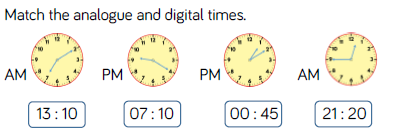 Match the analogue and digital times.
AM PM PM AM
13 : 10 07 : 10 00 : 45 21 : 20